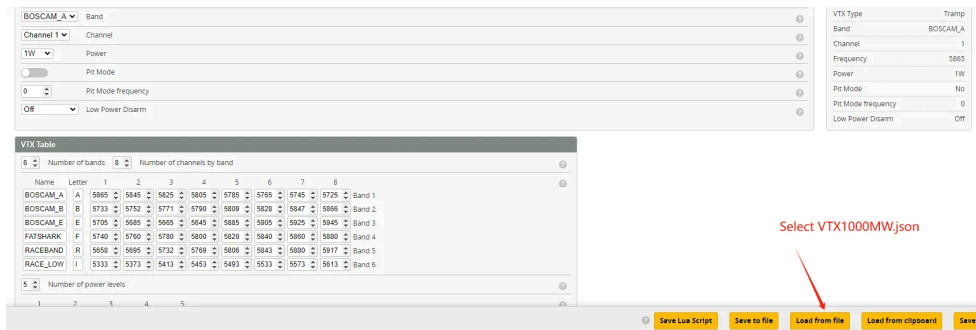 BOSCAM_A Band
Channel 1 Channel
1W Power
Pit Mode
0 Pit Mode frequency
Off Low Power Disarm
VTX Type Tramp
Band BOSCAM_A
Channel 1
Frequency 5865
Power 1W
Pit Mode No
Pit Mode frequency 0
Low Power Disarm Off
VTX Table
6 Number of bands 8 Number of channels by band
Name Letter 1 2 3 4 5 6 7 8
BOSCAM_A A 5865 5845 5825 5805 5785 5765 5745 5725 Band 1
BOSCAM_B B 5733 5752 5771 5790 5809 5828 5847 5866 Band 2
BOSCAM_E E 5705 5685 5665 5645 5885 5905 5925 5945 Band 3
FATSHARK F 5740 5760 5780 5800 5820 5840 5860 5880 Band 4
RACEBAND R 5658 5695 5732 5769 5806 5843 5880 5917 Band 5
RACE_LOW I 5333 5373 5413 5453 5493 5533 5573 5613 Band 6
5 Number of power levels
1 2 3 4 5
Select VTX1000MW.json
Save Lua Script Save to file Load from file Load from clipboard Save